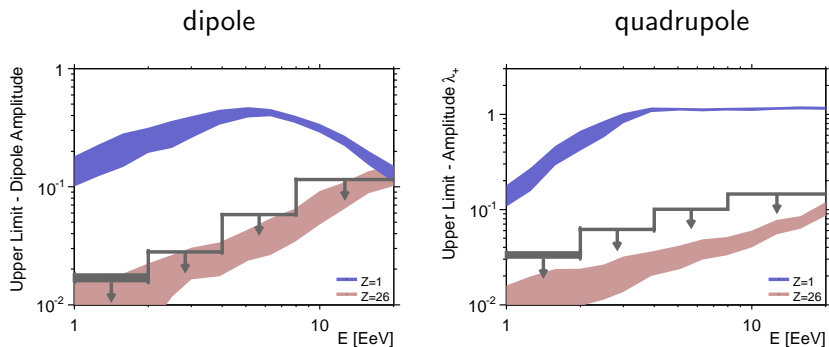 dipole
quadrupole
Upper Limit - Dipole Amplitude
1
10^-1
10^-2
1
10
E [EeV]
Z=1
Z=26
Upper Limit - Amplitude λ+
1
10^-1
10^-2
1
10
E [EeV]
Z=1
Z=26